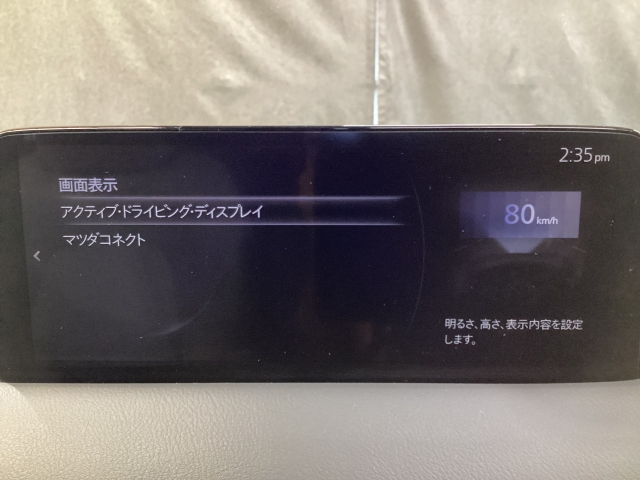 2:35pm
画面表示
アクティブ・ドライビング・ディスプレイ
マツダコネクト
80km/h
明るさ、高さ、表示内容を設定
します。